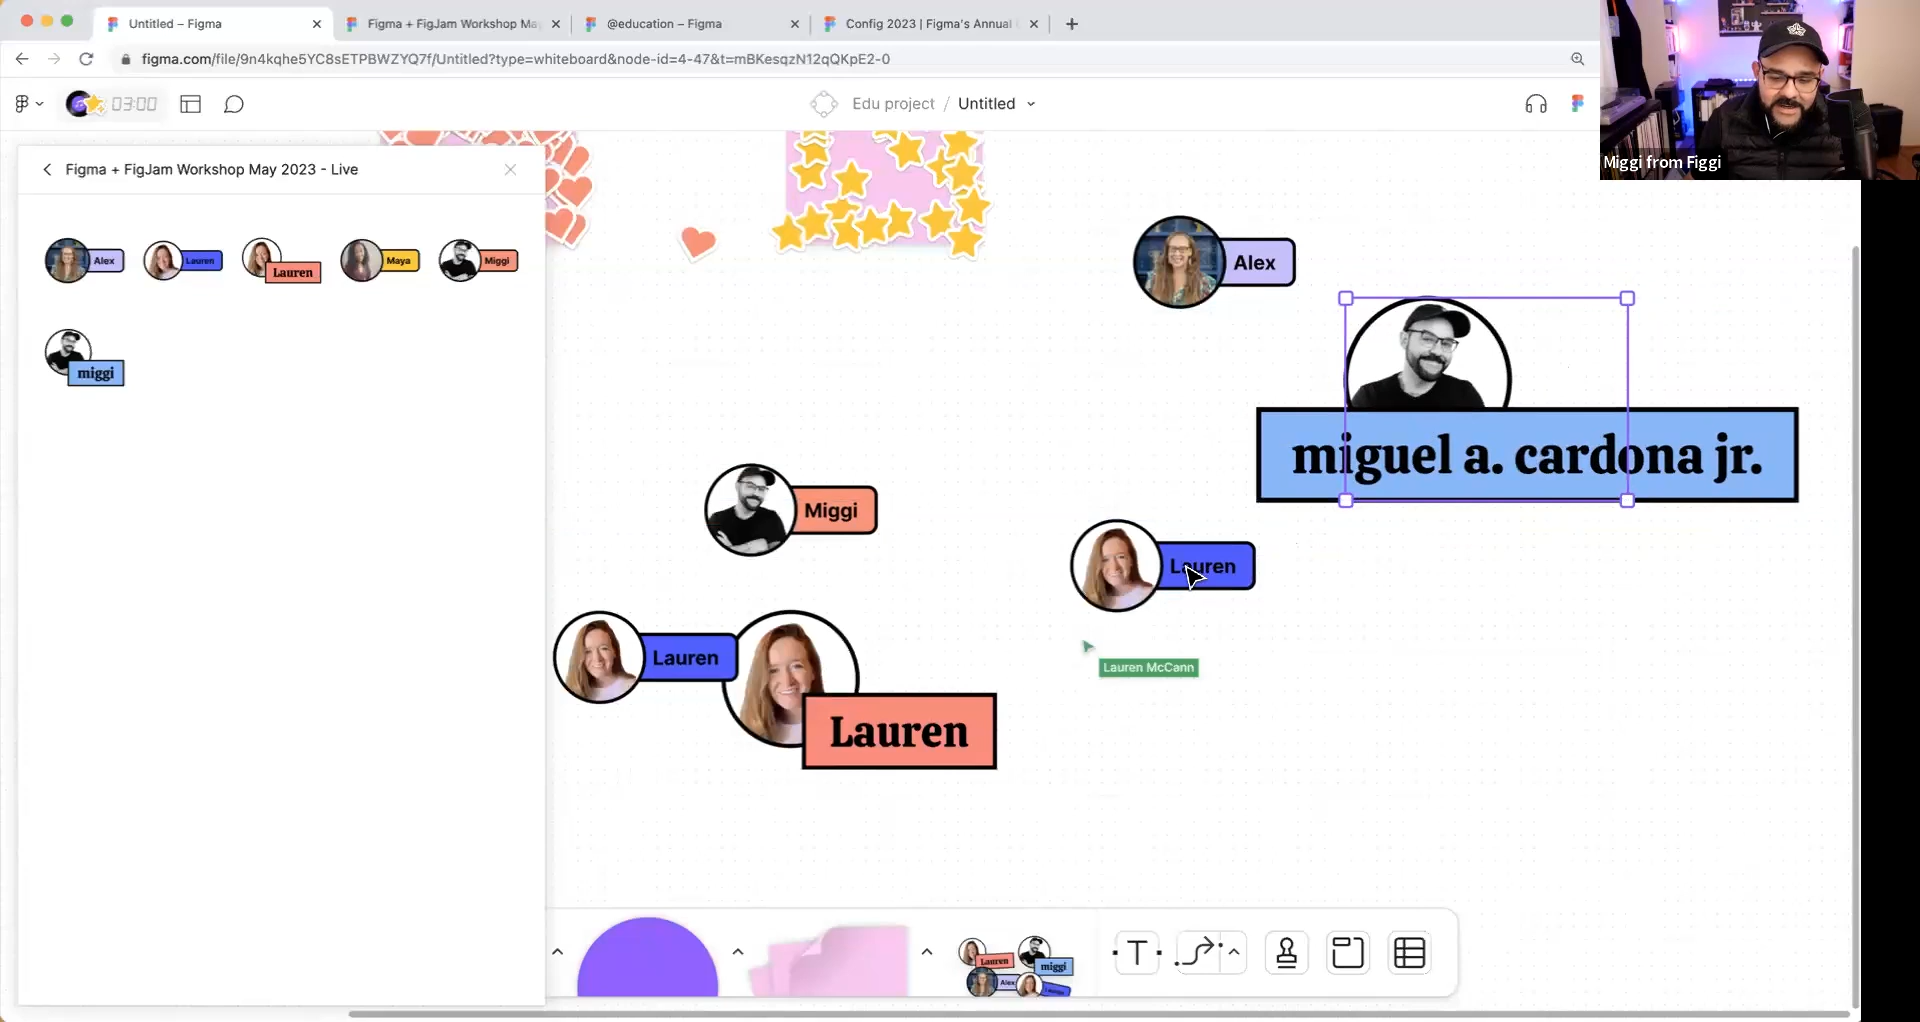 Untitled – Figma
Figma + FigJam Workshop Ma
@education – Figma
Config 2023 | Figma's Annual
figma.com/file/9n4kqhe5YC8sETPBWZYQ7f/Untitled?type=whiteboard&node-id=4-47&t=mBKesqzN12qQKpE2-0
03:00
Edu project / Untitled
Miggi from Figgi
Figma + FigJam Workshop May 2023 - Live
Alex
Lauren
Lauren
Maya
Miggi
miggi
Alex
miguel a. cardona jr.
Miggi
Lauren
Lauren
Lauren McCann
Lauren
Lauren
miggi
Alex
T